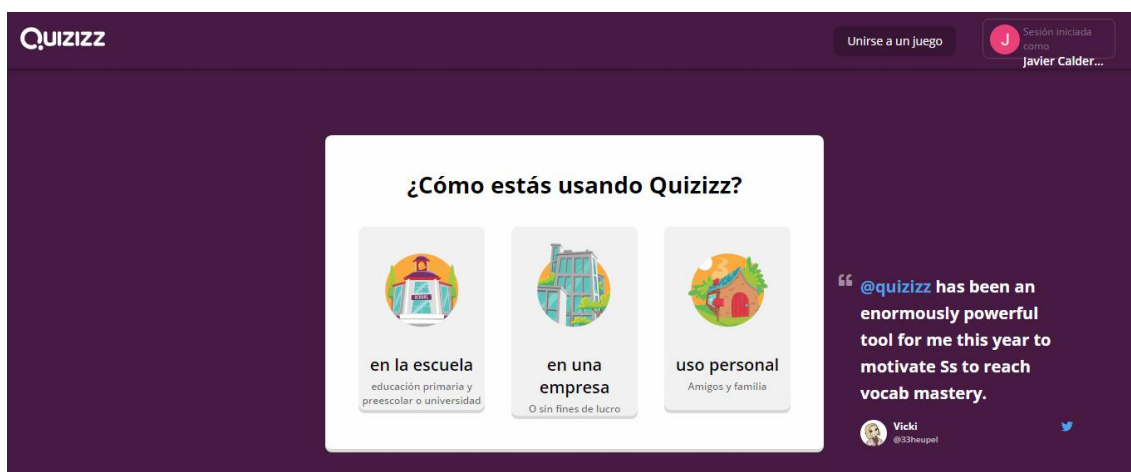 Quizizz
Unirse a un juego
J
Sesión iniciada
como
Javier Calder...
¿Cómo estás usando Quizizz?
SCHOOL
en la escuela
educación primaria y
preescolar o universidad
en una
empresa
O sin fines de lucro
uso personal
Amigos y familia
“ @quizizz has been an
enormously powerful
tool for me this year to
motivate Ss to reach
vocab mastery.
Vicki
@33heupel